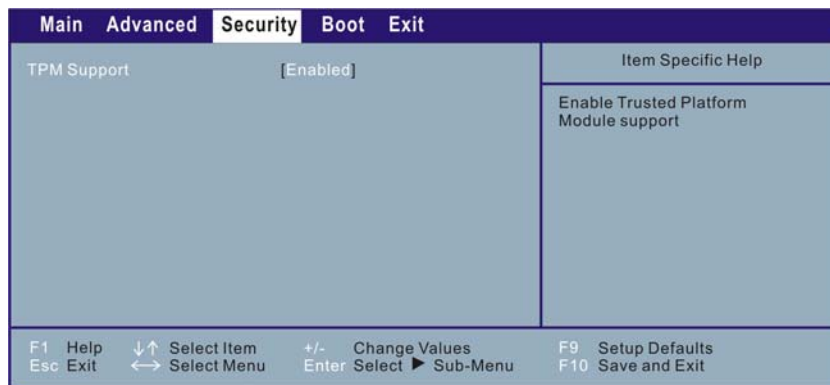 Main Advanced Security Boot Exit
TPM Support [Enabled]
Item Specific Help
Enable Trusted Platform
Module support
F1 Help ↓↑ Select Item +/- Change Values F9 Setup Defaults
Esc Exit ←→ Select Menu Enter Select ▶ Sub-Menu F10 Save and Exit